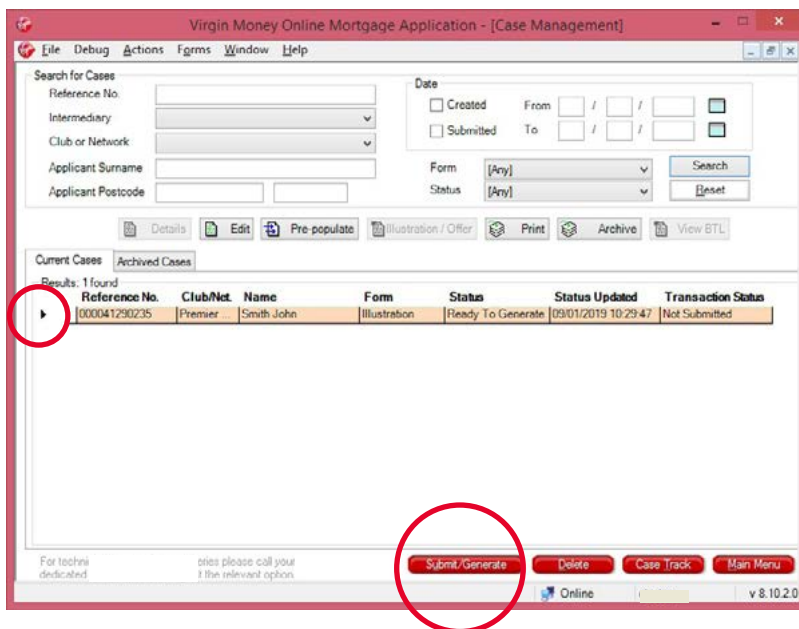 Virgin Money Online Mortgage Application - [Case Management]
File Debug Actions Forms Window Help
Search for Cases
Reference No.
Intermediary
Club or Network
Applicant Surname
Applicant Postcode
Date
Created From / /
Submitted To / /
Form [Any] Search
Status [Any] Reset
Details Edit Pre-populate Illustration / Offer Print Archive View BTL
Current Cases Archived Cases
Results: 1 found
Reference No. Club/Net. Name Form Status Status Updated Transaction Status
000041290235 Premier ... Smith John Illustration Ready To Generate 09/01/2019 10:29:47 Not Submitted
For techni eries please call your
dedicated t the relevant option.
Submit/Generate Delete Case Track Main Menu
Online v 8.10.2.0